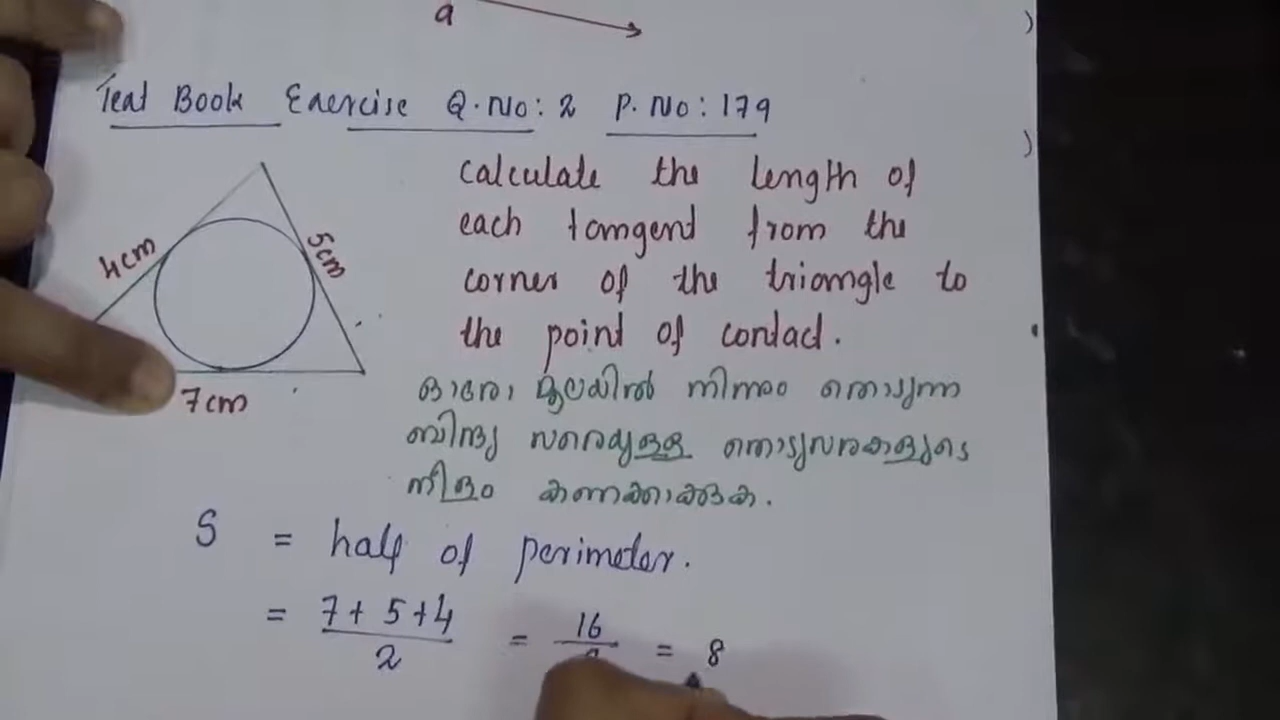 a
Text Book Exercise Q.No: 2 P. No: 179
calculate the length of
each tangent from the
corner of the triangle to
the point of contact.
4cm
5cm
7cm
ഓരോ മൂലയിൽ നിന്നും തൊടുന്ന
ബിന്ദു വരെയുള്ള തൊടുവരകളുടെ
നീളം കണക്കാക്കുക.
S = half of perimeter.
= 7 + 5 + 4 / 2 = 16 / = 8